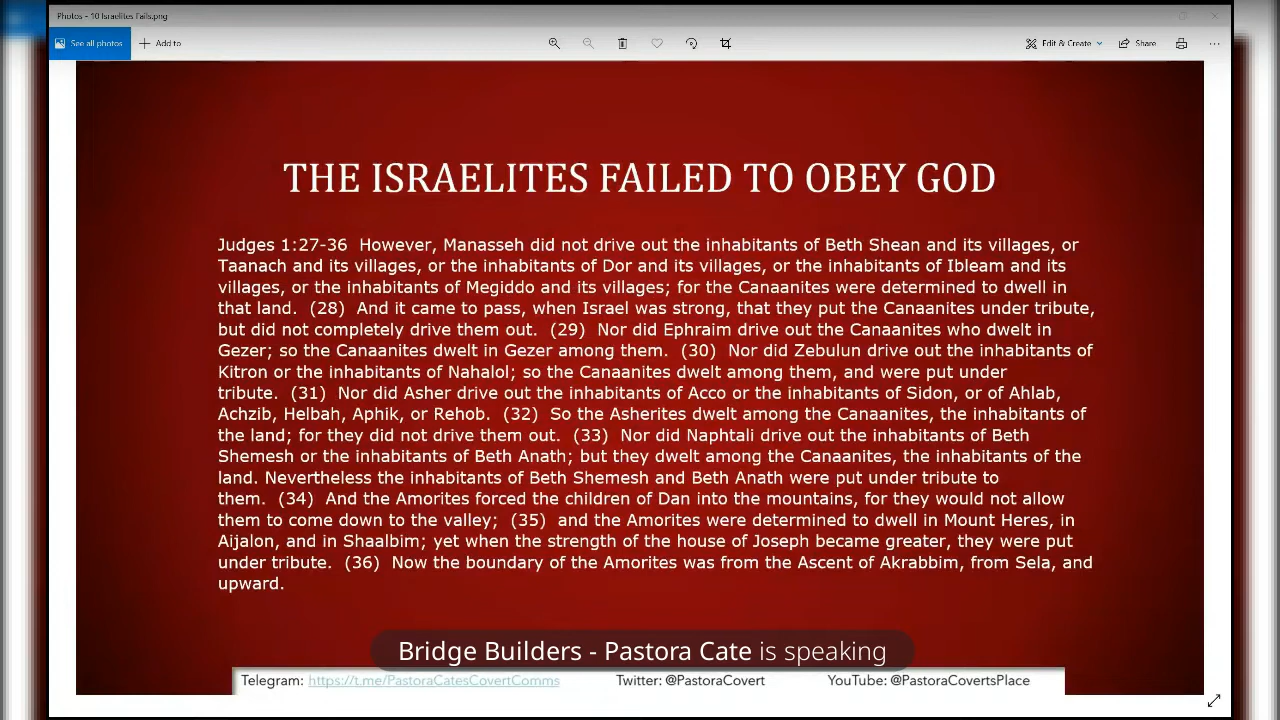 Photos - 10 Israelites Fails.png
See all photos
Add to
Edit & Create
Share
THE ISRAELITES FAILED TO OBEY GOD
Judges 1:27-36  However, Manasseh did not drive out the inhabitants of Beth Shean and its villages, or
Taanach and its villages, or the inhabitants of Dor and its villages, or the inhabitants of Ibleam and its
villages, or the inhabitants of Megiddo and its villages; for the Canaanites were determined to dwell in
that land.  (28)  And it came to pass, when Israel was strong, that they put the Canaanites under tribute,
but did not completely drive them out.  (29)  Nor did Ephraim drive out the Canaanites who dwelt in
Gezer; so the Canaanites dwelt in Gezer among them.  (30)  Nor did Zebulun drive out the inhabitants of
Kitron or the inhabitants of Nahalol; so the Canaanites dwelt among them, and were put under
tribute.  (31)  Nor did Asher drive out the inhabitants of Acco or the inhabitants of Sidon, or of Ahlab,
Achzib, Helbah, Aphik, or Rehob.  (32)  So the Asherites dwelt among the Canaanites, the inhabitants of
the land; for they did not drive them out.  (33)  Nor did Naphtali drive out the inhabitants of Beth
Shemesh or the inhabitants of Beth Anath; but they dwelt among the Canaanites, the inhabitants of the
land. Nevertheless the inhabitants of Beth Shemesh and Beth Anath were put under tribute to
them.  (34)  And the Amorites forced the children of Dan into the mountains, for they would not allow
them to come down to the valley;  (35)  and the Amorites were determined to dwell in Mount Heres, in
Aijalon, and in Shaalbim; yet when the strength of the house of Joseph became greater, they were put
under tribute.  (36)  Now the boundary of the Amorites was from the Ascent of Akrabbim, from Sela, and
upward.
Bridge Builders - Pastora Cate is speaking
Telegram: https://t.me/PastoraCatesCovertComms Twitter: @PastoraCovert YouTube: @PastoraCovertsPlace